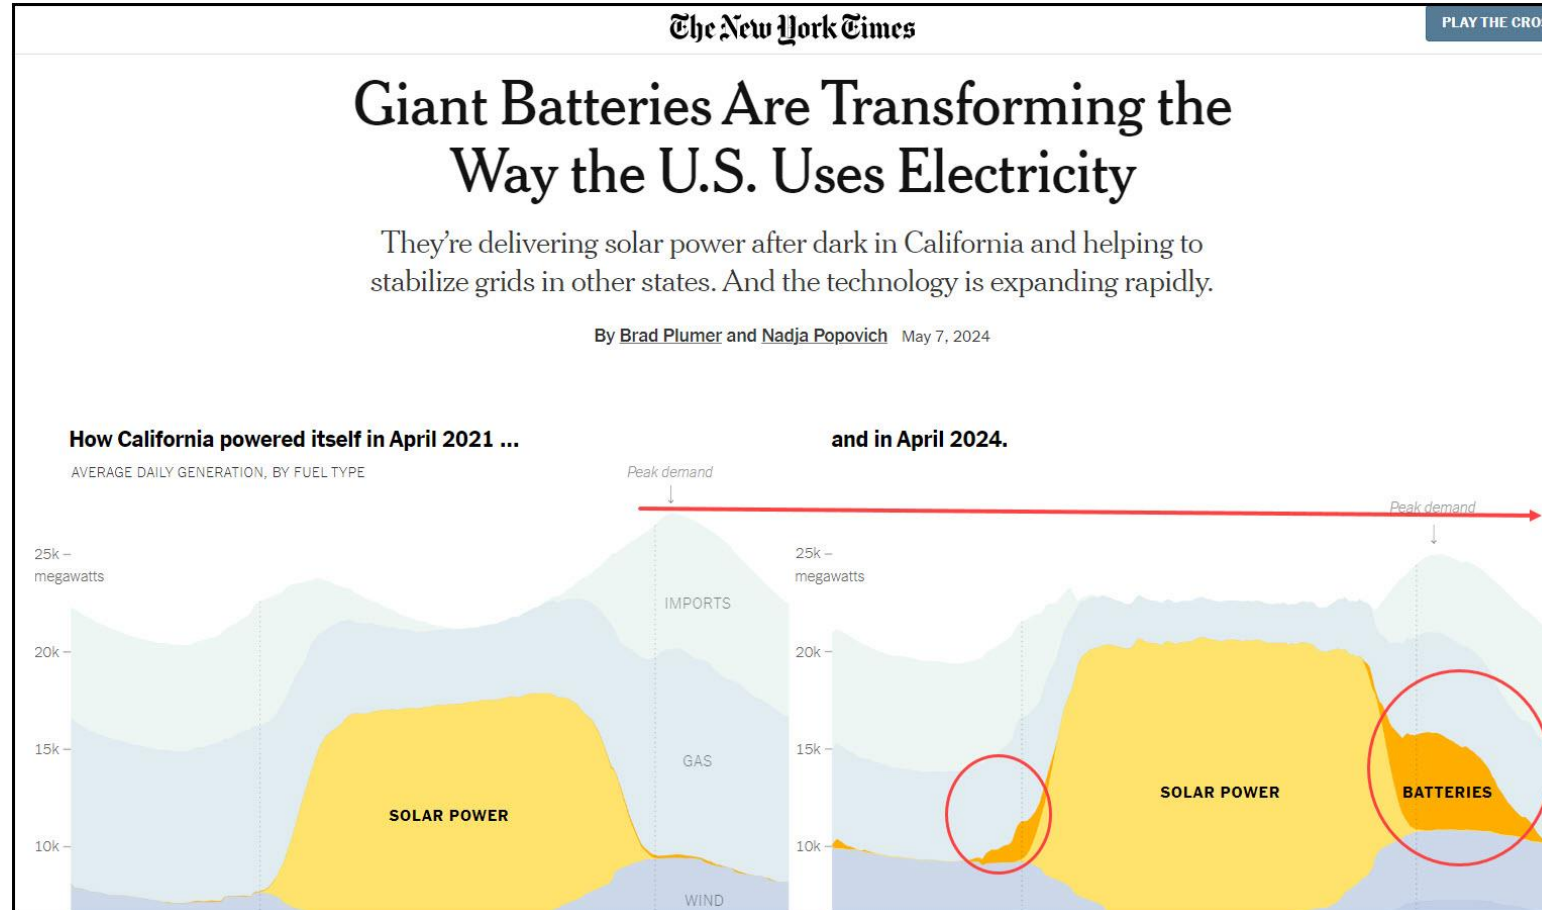 The New York Times
PLAY THE CRO
Giant Batteries Are Transforming the
Way the U.S. Uses Electricity
They're delivering solar power after dark in California and helping to
stabilize grids in other states. And the technology is expanding rapidly.
By Brad Plumer and Nadja Popovich May 7, 2024
How California powered itself in April 2021 ...
AVERAGE DAILY GENERATION, BY FUEL TYPE
Peak demand
25k
megawatts
IMPORTS
20k
15k
GAS
SOLAR POWER
10k
WIND
and in April 2024.
Peak demand
25k
megawatts
20k
15k
SOLAR POWER
BATTERIES
10k